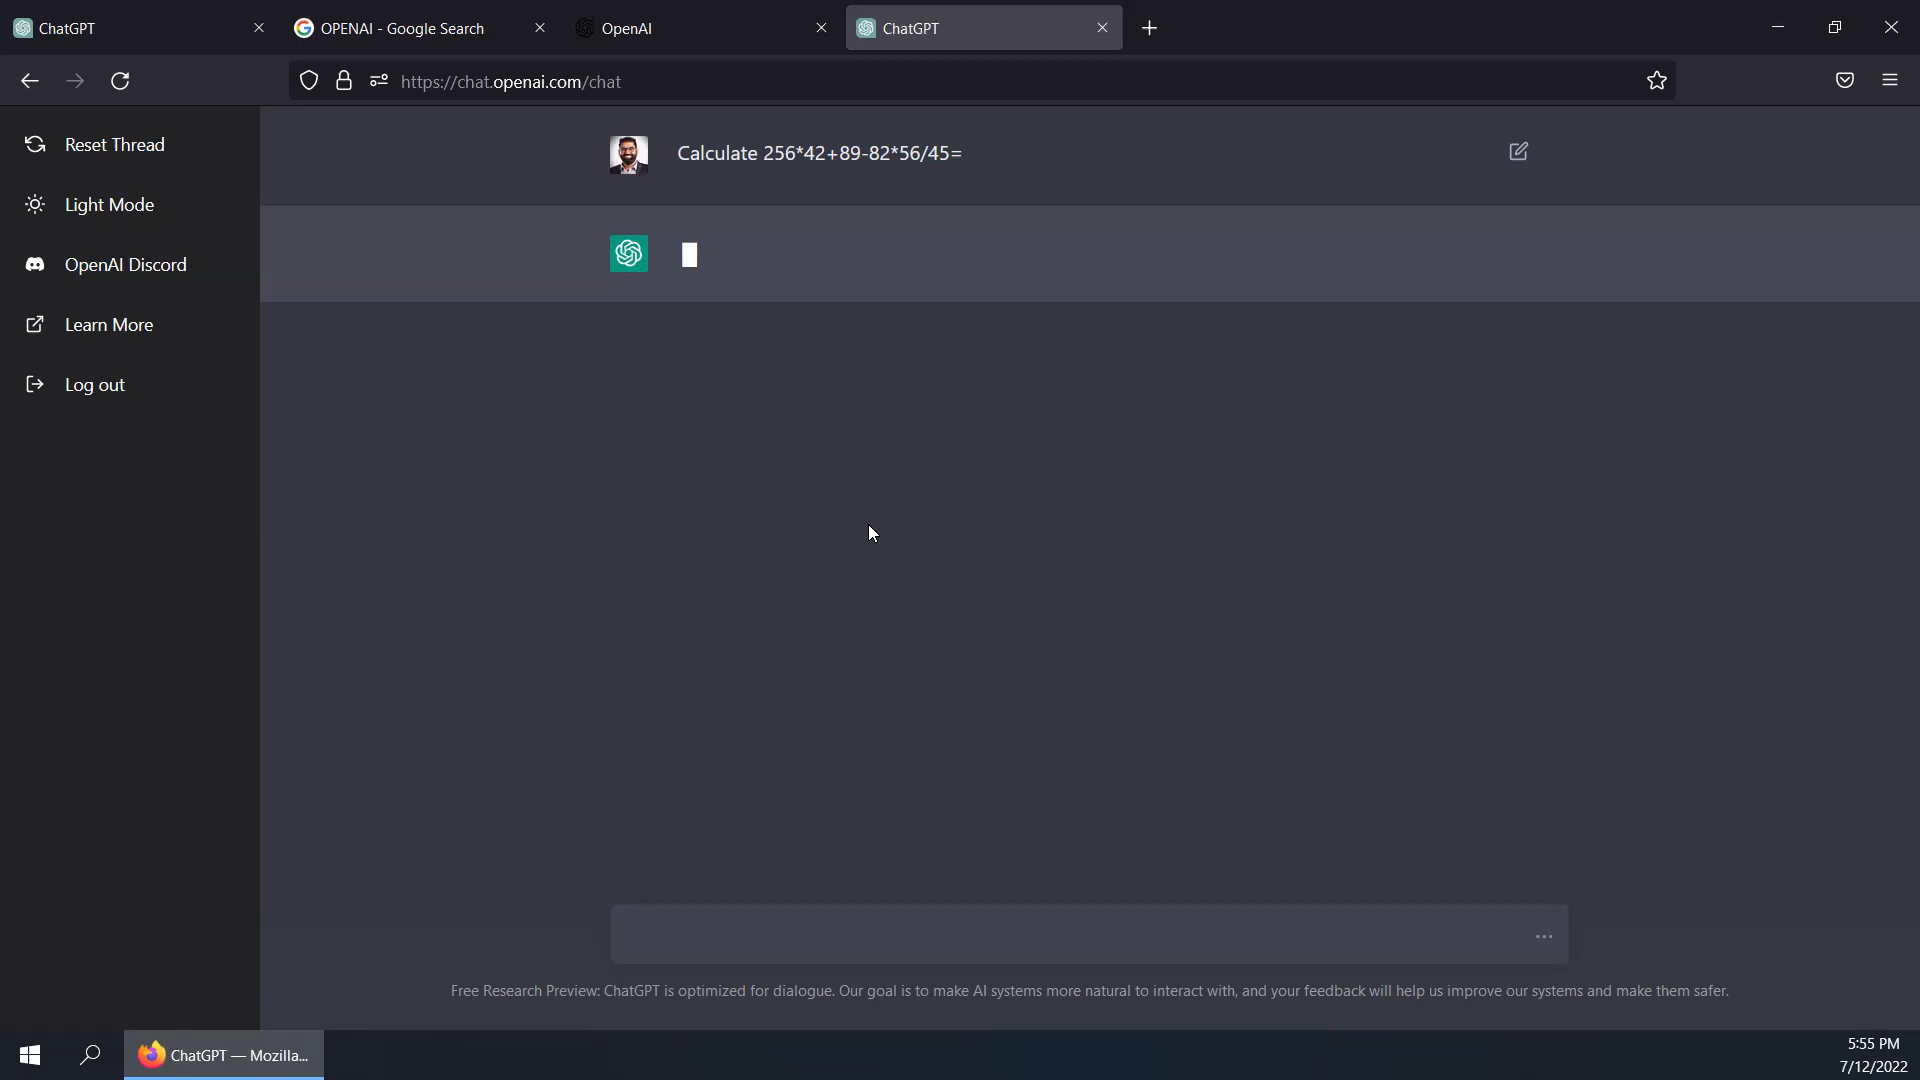 ChatGPT
OPENAI - Google Search
OpenAI
ChatGPT
https://chat.openai.com/chat
Reset Thread
Light Mode
OpenAI Discord
Learn More
Log out
Calculate 256*42+89-82*56/45=
Free Research Preview: ChatGPT is optimized for dialogue. Our goal is to make AI systems more natural to interact with, and your feedback will help us improve our systems and make them safer.
ChatGPT — Mozilla...
5:55 PM
7/12/2022